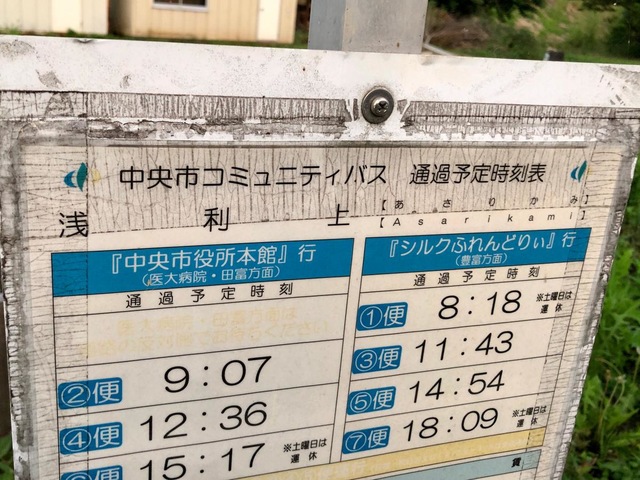 中央市コミュニティバス 通過予定時刻表
浅利上 【あさりかみ】
【Asarikami】
『中央市役所本館』行
(医大病院・田富方面)
通過予定時刻
②便 9:07
④便 12:36
15:17 ※土曜日は運休
『シルクふれんどりぃ』行
(豊富方面)
通過予定時刻
①便 8:18 ※土曜日は運休
③便 11:43
⑤便 14:54
⑦便 18:09 ※土曜日は運休
賃